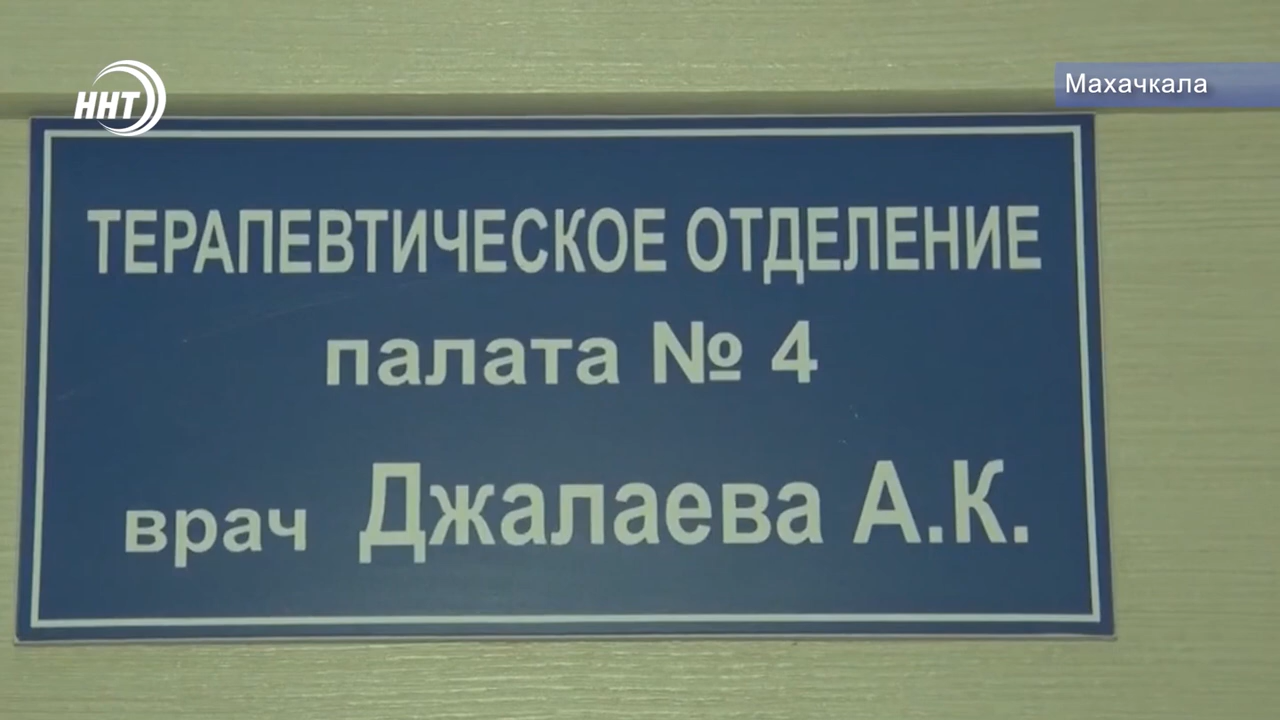 ННТ
Махачкала
ТЕРАПЕВТИЧЕСКОЕ ОТДЕЛЕНИЕ
палата № 4
врач Джалаева А.К.